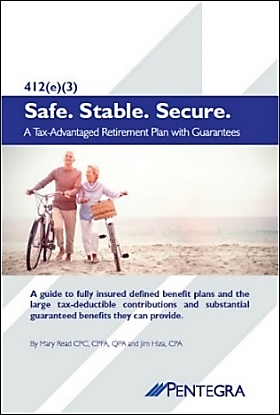 412(e)(3)
Safe. Stable. Secure.
A Tax-Advantaged Retirement Plan with Guarantees
A guide to fully insured defined benefit plans and the
large tax-deductible contributions and substantial
guaranteed benefits they can provide.
By Mary Read CPC, CPFA, QPA and Jim Hiza, CPA
PENTEGRA